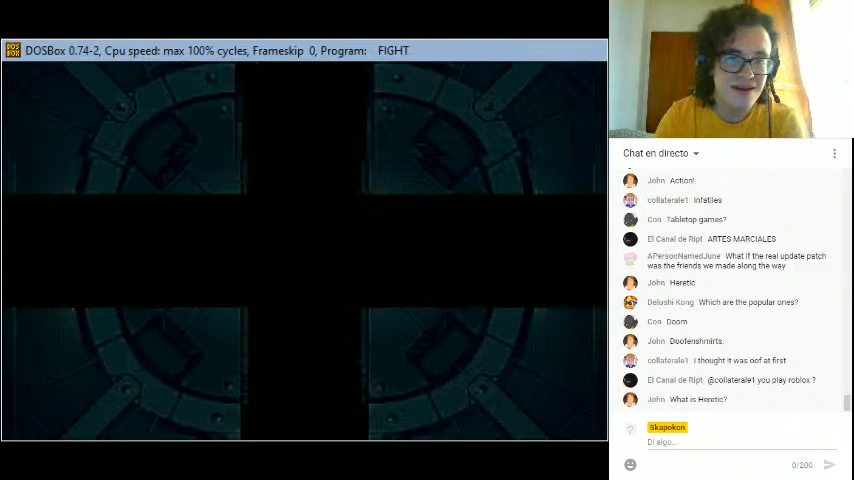 DOSBox 0.74-2, Cpu speed: max 100% cycles, Frameskip 0, Program: FIGHT
Chat en directo
John Action!
collaterale1 Infatiles
Con Tabletop games?
El Canal de Ript ARTES MARCIALES
APersonNamedJune What if the real update patch
was the friends we made along the way
John Heretic
Delushi Kong Which are the popular ones?
Con Doom
John Doofenshmirts.
collaterale1 I thought it was oof at first
El Canal de Ript @collaterale1 you play roblox ?
John What is Heretic?
Skapokon
Di algo...
0/200